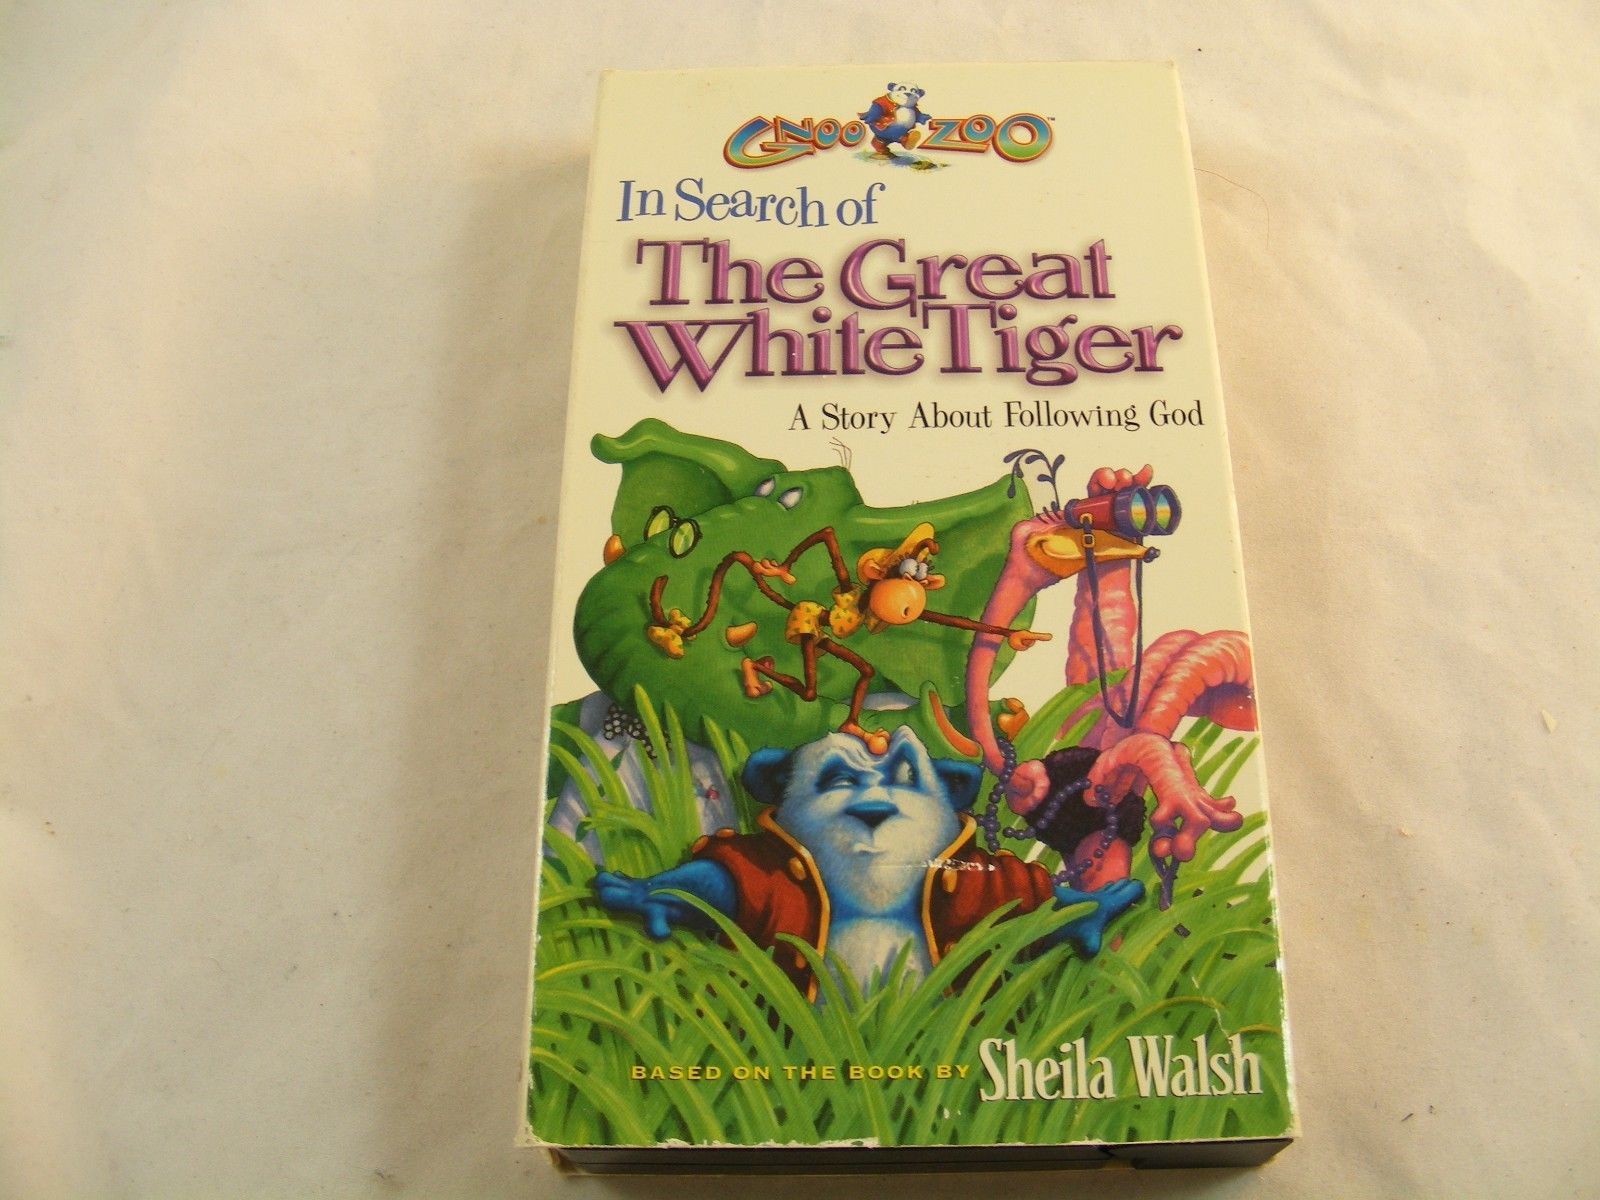 GNOO ZOO™
In Search of
The Great
White Tiger
A Story About Following God
BASED ON THE BOOK BY Sheila Walsh